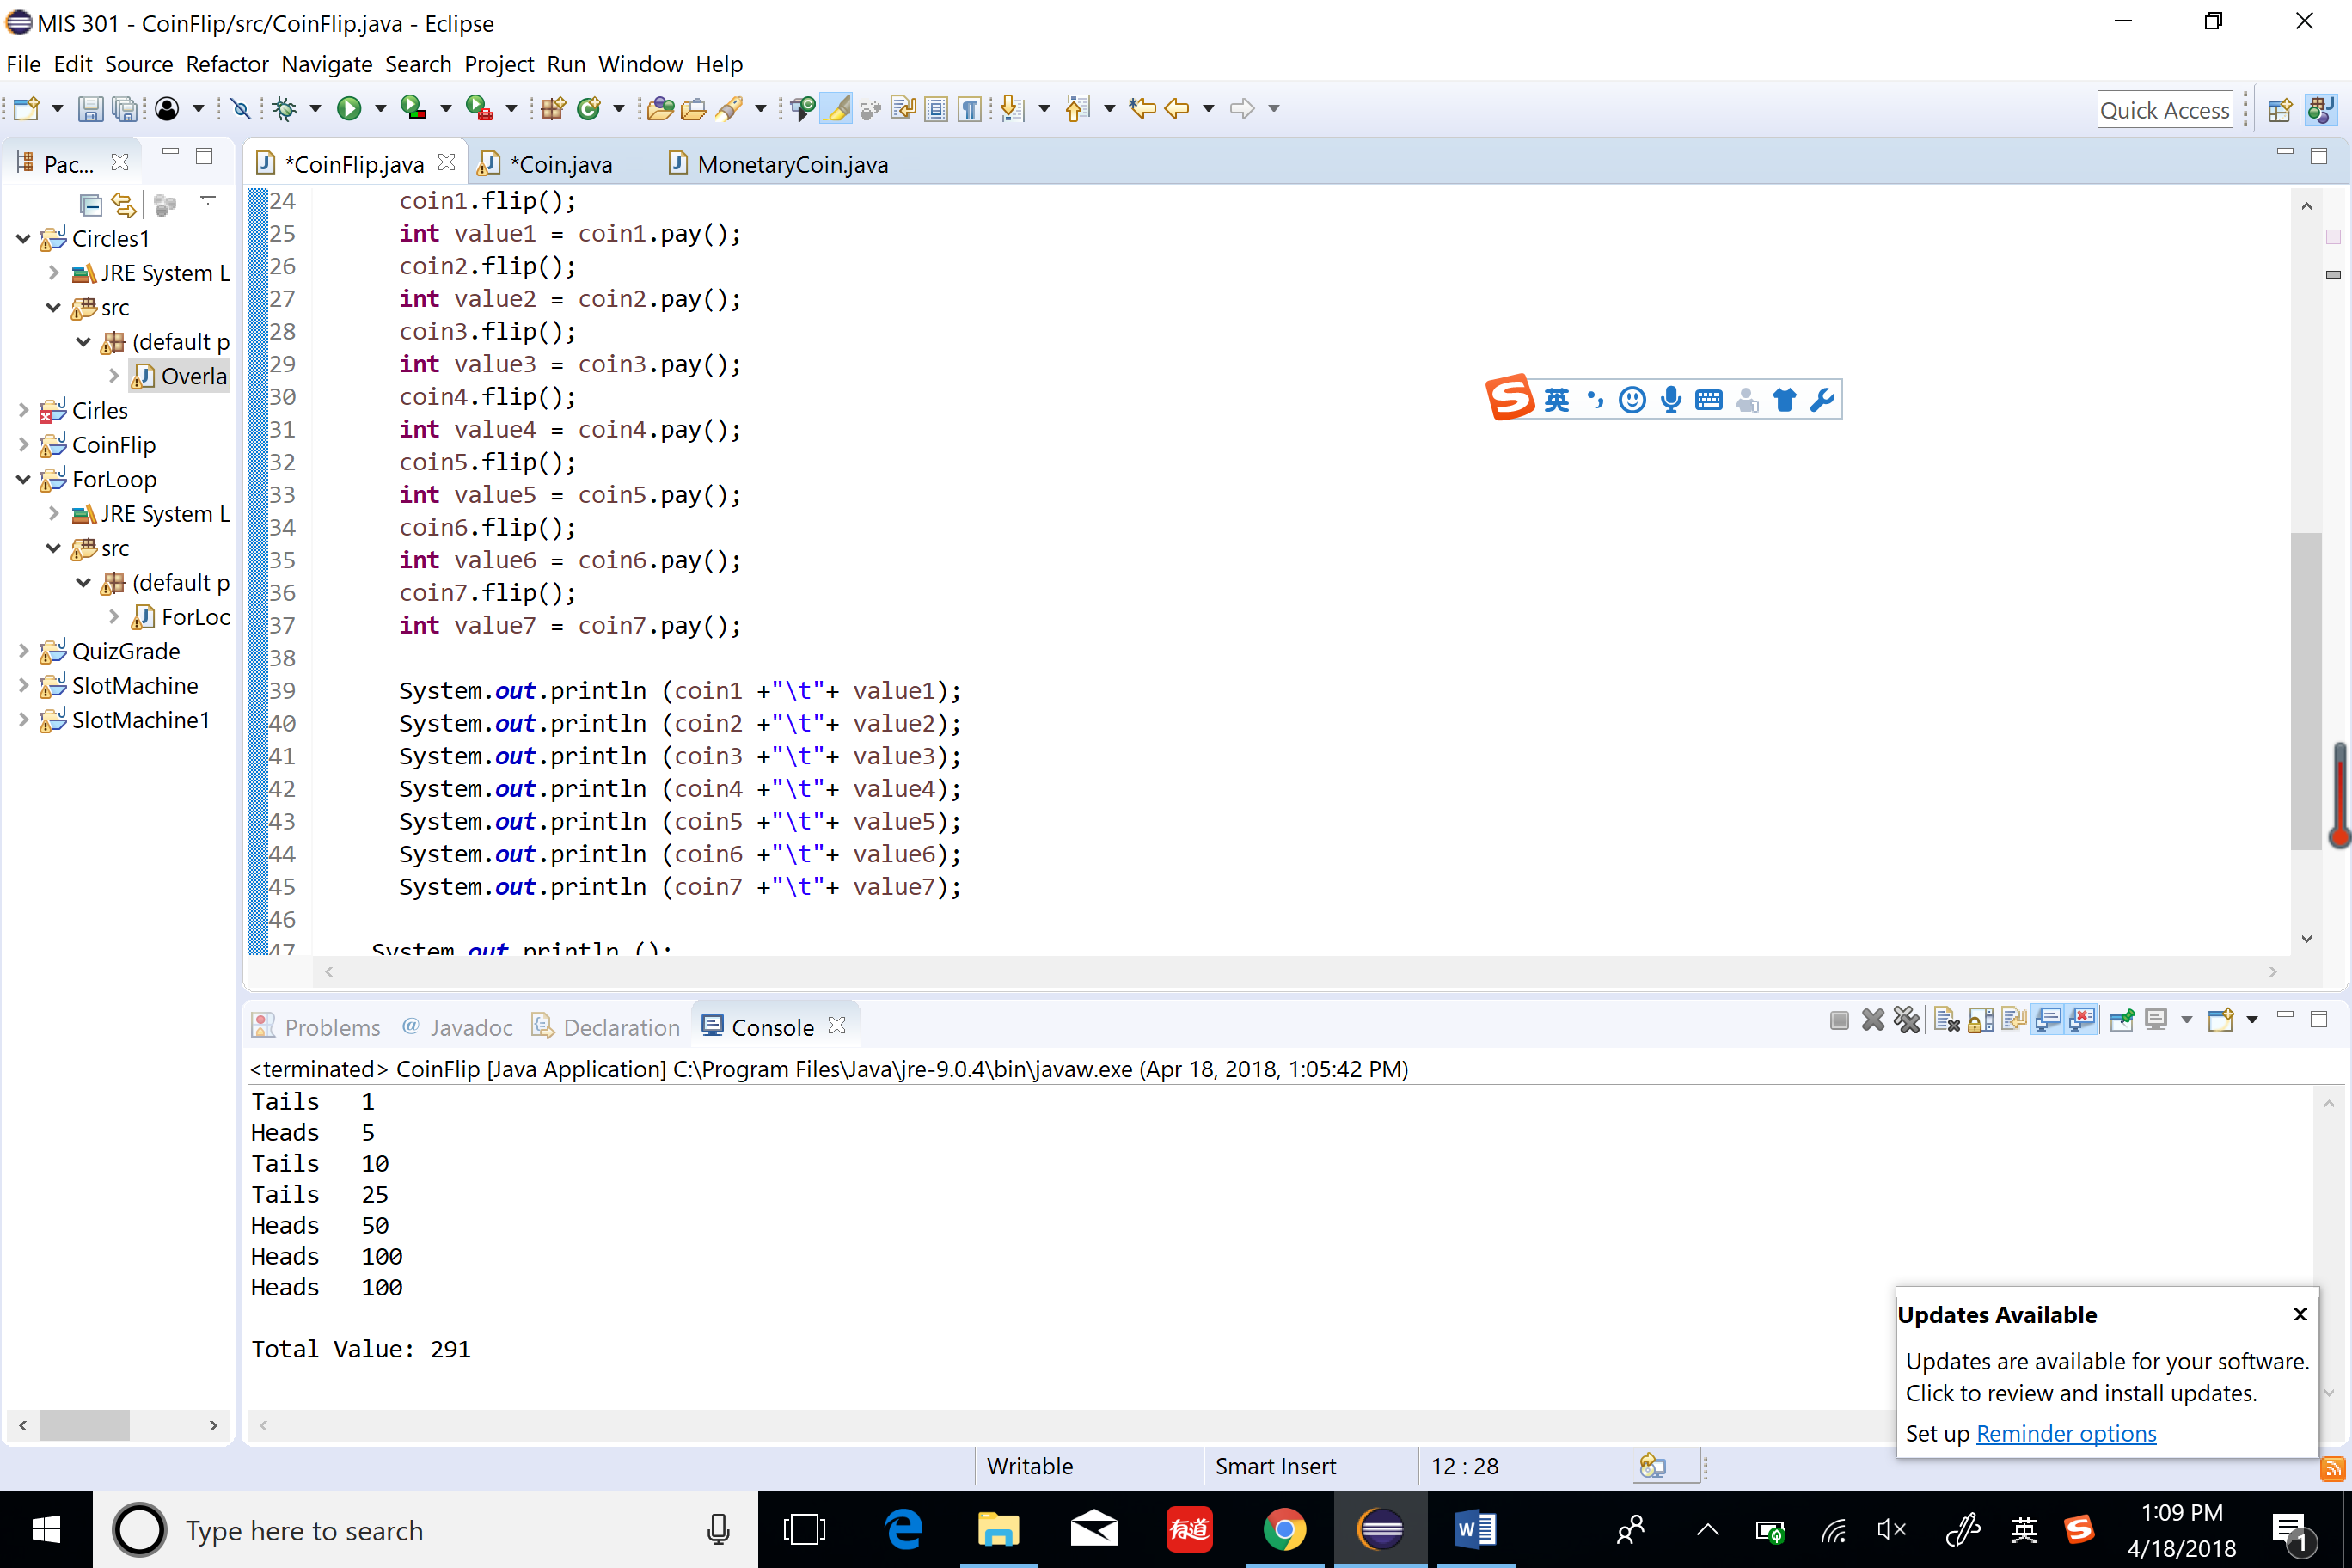 MIS 301 - CoinFlip/src/CoinFlip.java - Eclipse
File Edit Source Refactor Navigate Search Project Run Window Help
Quick Access
Pac...
*CoinFlip.java
*Coin.java
MonetaryCoin.java
Circles1
JRE System L
src
(default p
Overla
Cirles
CoinFlip
ForLoop
JRE System L
src
(default p
ForLoo
QuizGrade
SlotMachine
SlotMachine1
24 coin1.flip();
25 int value1 = coin1.pay();
26 coin2.flip();
27 int value2 = coin2.pay();
28 coin3.flip();
29 int value3 = coin3.pay();
30 coin4.flip();
31 int value4 = coin4.pay();
32 coin5.flip();
33 int value5 = coin5.pay();
34 coin6.flip();
35 int value6 = coin6.pay();
36 coin7.flip();
37 int value7 = coin7.pay();
38
39 System.out.println (coin1 +"\t"+ value1);
40 System.out.println (coin2 +"\t"+ value2);
41 System.out.println (coin3 +"\t"+ value3);
42 System.out.println (coin4 +"\t"+ value4);
43 System.out.println (coin5 +"\t"+ value5);
44 System.out.println (coin6 +"\t"+ value6);
45 System.out.println (coin7 +"\t"+ value7);
46
47 System.out.println ();
英
Problems
@ Javadoc
Declaration
Console
<terminated> CoinFlip [Java Application] C:\Program Files\Java\jre-9.0.4\bin\javaw.exe (Apr 18, 2018, 1:05:42 PM)
Tails 1
Heads 5
Tails 10
Tails 25
Heads 50
Heads 100
Heads 100
Total Value: 291
Updates Available
Updates are available for your software.
Click to review and install updates.
Set up Reminder options
Writable
Smart Insert
12 : 28
Type here to search
有道
英
1:09 PM
4/18/2018
1